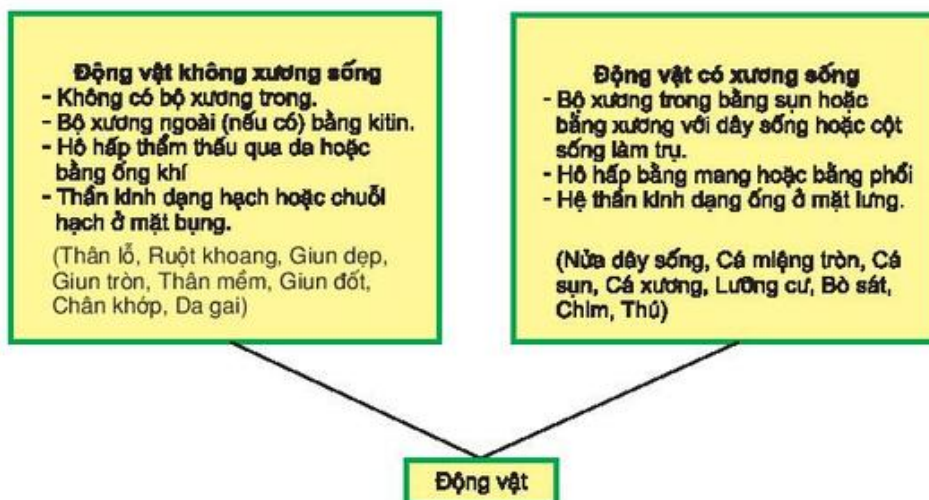 Động vật không xương sống
- Không có bộ xương trong.
- Bộ xương ngoài (nếu có) bằng kitin.
- Hô hấp thẩm thấu qua da hoặc
bằng ống khí
- Thần kinh dạng hạch hoặc chuỗi
hạch ở mặt bụng.
(Thân lỗ, Ruột khoang, Giun dẹp,
Giun tròn, Thân mềm, Giun đốt,
Chân khớp, Da gai)
Động vật có xương sống
- Bộ xương trong bằng sụn hoặc
bằng xương với dây sống hoặc cột
sống làm trụ.
- Hô hấp bằng mang hoặc bằng phổi
- Hệ thần kinh dạng ống ở mặt lưng.
(Nửa dây sống, Cá miệng tròn, Cá
sụn, Cá xương, Lưỡng cư, Bò sát,
Chim, Thú)
Động vật